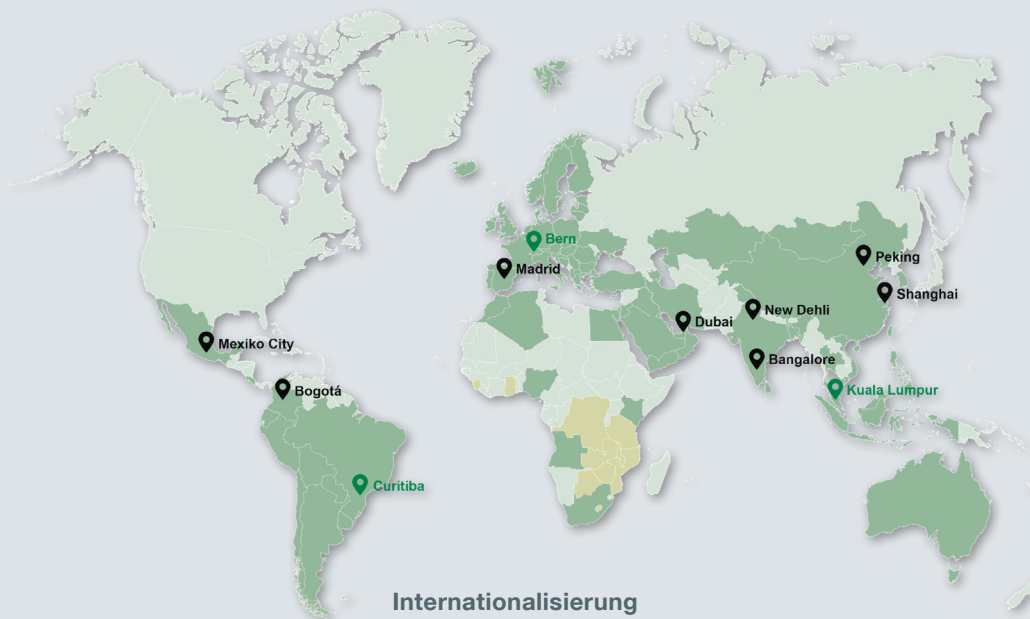 Bern
Madrid
Peking
Shanghai
New Dehli
Dubai
Mexiko City
Bangalore
Bogotá
Kuala Lumpur
Curitiba
Internationalisierung